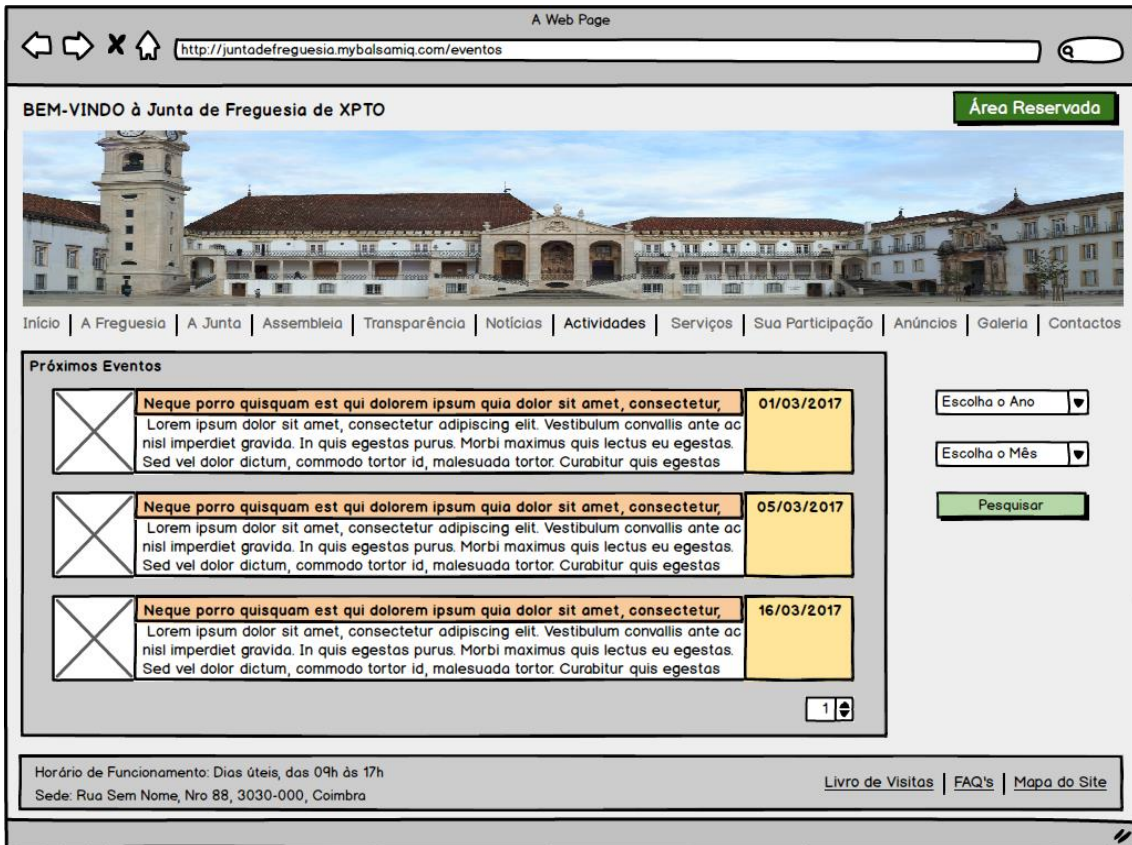 A Web Page
http://juntadefreguesia.mybalsamiq.com/eventos
BEM-VINDO à Junta de Freguesia de XPTO
Área Reservada
Início | A Freguesia | A Junta | Assembleia | Transparência | Notícias | Actividades | Serviços | Sua Participação | Anúncios | Galeria | Contactos
Próximos Eventos
Neque porro quisquam est qui dolorem ipsum quia dolor sit amet, consectetur,
01/03/2017
Lorem ipsum dolor sit amet, consectetur adipiscing elit. Vestibulum convallis ante ac
nisl imperdiet gravida. In quis egestas purus. Morbi maximus quis lectus eu egestas.
Sed vel dolor dictum, commodo tortor id, malesuada tortor. Curabitur quis egestas
Neque porro quisquam est qui dolorem ipsum quia dolor sit amet, consectetur,
05/03/2017
Lorem ipsum dolor sit amet, consectetur adipiscing elit. Vestibulum convallis ante ac
nisl imperdiet gravida. In quis egestas purus. Morbi maximus quis lectus eu egestas.
Sed vel dolor dictum, commodo tortor id, malesuada tortor. Curabitur quis egestas
Neque porro quisquam est qui dolorem ipsum quia dolor sit amet, consectetur,
16/03/2017
Lorem ipsum dolor sit amet, consectetur adipiscing elit. Vestibulum convallis ante ac
nisl imperdiet gravida. In quis egestas purus. Morbi maximus quis lectus eu egestas.
Sed vel dolor dictum, commodo tortor id, malesuada tortor. Curabitur quis egestas
1
Escolha o Ano
Escolha o Mês
Pesquisar
Horário de Funcionamento: Dias úteis, das 09h às 17h
Sede: Rua Sem Nome, Nro 88, 3030-000, Coimbra
Livro de Visitas | FAQ's | Mapa do Site